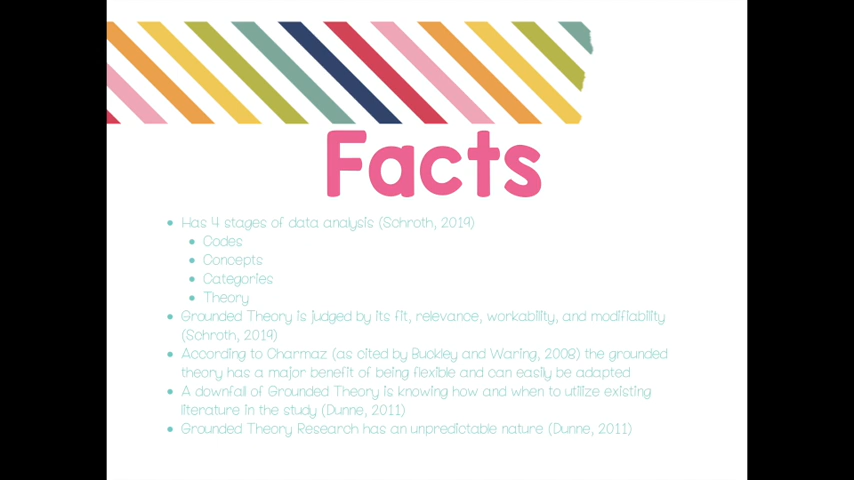 Facts
Has 4 stages of data analysis (Schroth, 2019)
Codes
Concepts
Categories
Theory
Grounded Theory is judged by its fit, relevance, workability, and modifiability
(Schroth, 2019)
According to Charmaz (as cited by Buckley and Waring, 2008) the grounded
theory has a major benefit of being flexible and can easily be adapted
A downfall of Grounded Theory is knowing how and when to utilize existing
literature in the study (Dunne, 2011)
Grounded Theory Research has an unpredictable nature (Dunne, 2011)